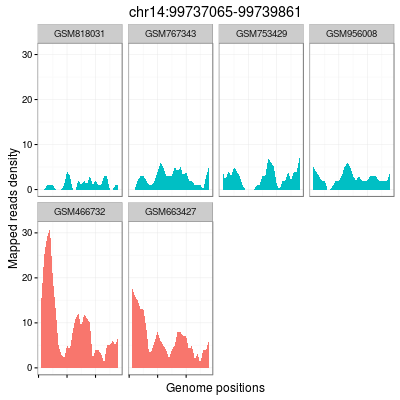 chr14:99737065-99739861
GSM818031 GSM767343 GSM753429 GSM956008
30
20
10
0
Mapped reads density
GSM466732 GSM663427
30
20
10
0
Genome positions